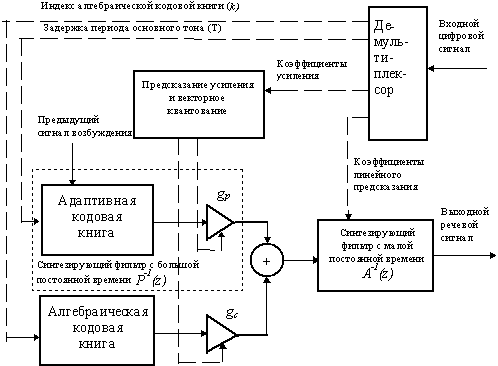 Индекс алгебраической кодовой книги (k)
Задержка периода основного тона (T)
Де-
муль-
ти-
плек-
сор
Входной
цифровой
сигнал
Коэффициенты
усиления
Предсказание усиления
и векторное
квантование
Предыдущий
сигнал возбуждения
Коэффициенты
линейного
предсказания
Адаптивная
кодовая
книга
gp
Синтезирующий фильтр с большой
постоянной времени P⁻¹(z)
+
Синтезирующий
фильтр с малой
постоянной времени
A⁻¹(z)
Выходной
речевой
сигнал
Алгебраическая
кодовая
книга
gc